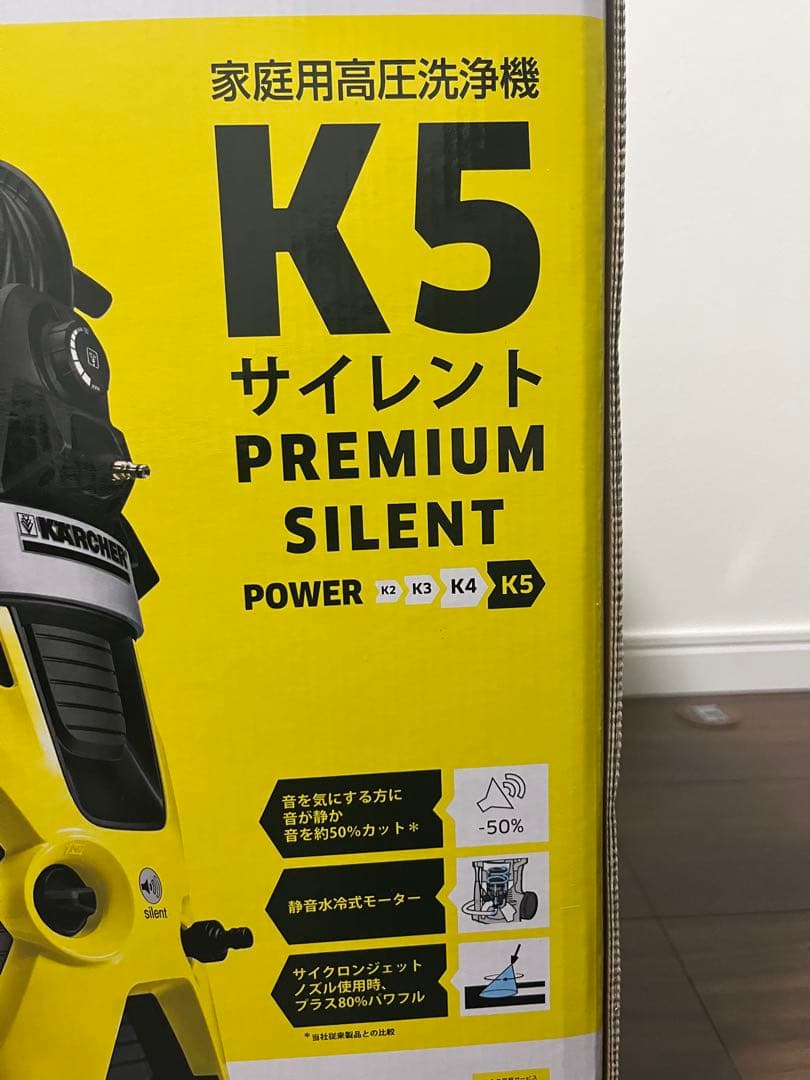 家庭用高圧洗浄機
K5
サイレント
PREMIUM
SILENT
POWER K2 K3 K4 K5
KÄRCHER
音を気にする方に
音が静か
音を約50%カット*
-50%
静音水冷式モーター
silent
サイクロンジェット
ノズル使用時、
プラス80%パワフル
*当社従来製品との比較